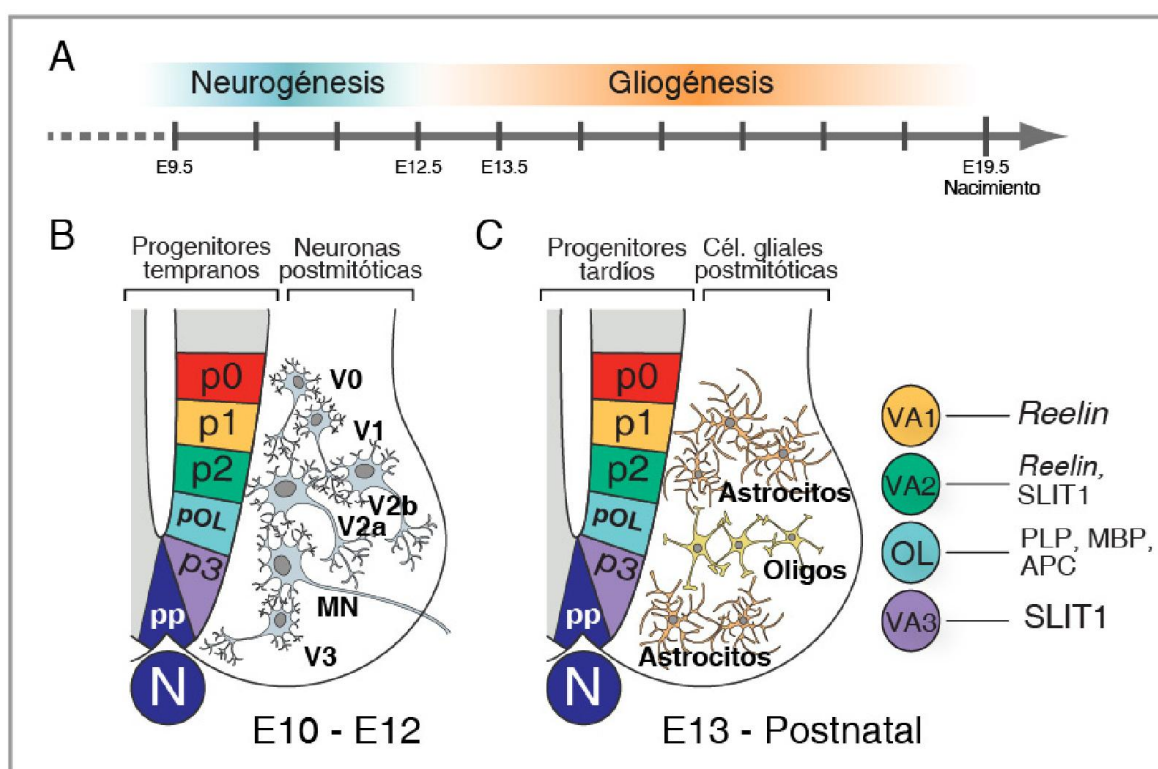 A
Neurogénesis
Gliogénesis
E9.5
E12.5
E13.5
E19.5
Nacimiento
B
Progenitores
tempranos
Neuronas
postmitóticas
p0
p1
p2
pOL
p3
pp
N
V0
V1
V2b
V2a
MN
V3
E10 - E12
C
Progenitores
tardíos
Cél. gliales
postmitóticas
p0
p1
p2
pOL
p3
pp
N
Astrocitos
Oligos
Astrocitos
E13 - Postnatal
VA1
Reelin
VA2
Reelin,
SLIT1
OL
PLP, MBP,
APC
VA3
SLIT1